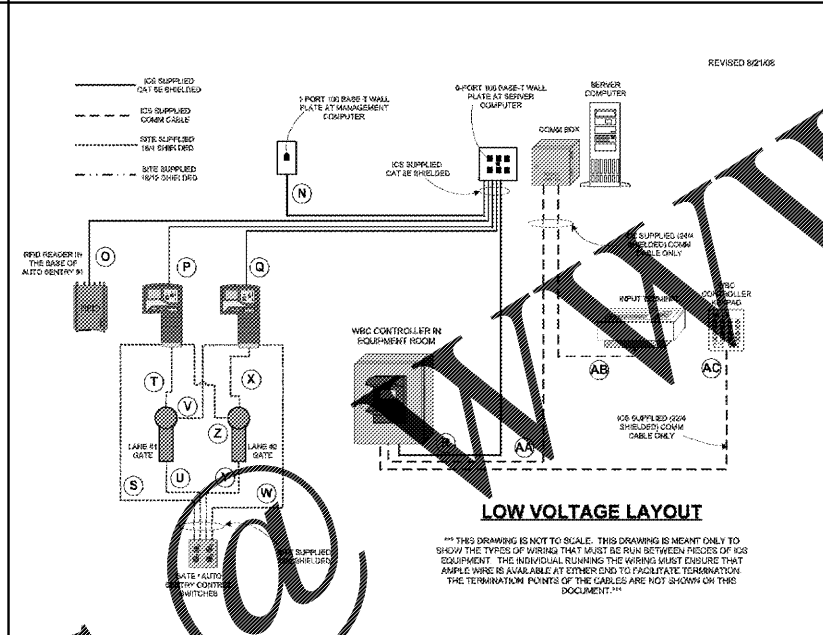 REVISED 8/21/08
ICS SUPPLIED
CAT 5E SHIELDED
ICS SUPPLIED
COMM CABLE
SITE SUPPLIED
18/4 SHIELDED
SITE SUPPLIED
SHIELDED
1-PORT 100 BASE-T WALL
PLATE AT MANAGEMENT
COMPUTER
6-PORT 100 BASE-T WALL
PLATE AT SERVER
COMPUTER
SERVER
COMPUTER
COMM BOX
ICS SUPPLIED
CAT 5E SHIELDED
N
O
P
Q
RFID READER IN
THE BASE OF
AUTO SENTRY
SUPPLIED (24/4
SHIELDED) COMM
CABLE ONLY
WBC
CONTROLLER
KEYPAD
INPUT
WBC CONTROLLER IN
EQUIPMENT ROOM
AB
AC
T
X
V
Z
LANE #1
GATE
LANE #2
GATE
ICS SUPPLIED (22/4
SHIELDED) COMM
CABLE ONLY
AA
S
U
W
SUPPLIED
SHIELDED
GATE / AUTO
SENTRY CONTROL
SWITCHES
LOW VOLTAGE LAYOUT
*** THIS DRAWING IS NOT TO SCALE. THIS DRAWING IS MEANT ONLY TO
SHOW THE TYPES OF WIRING THAT MUST BE RUN BETWEEN PIECES OF ICS
EQUIPMENT. THE INDIVIDUAL RUNNING THE WIRING MUST ENSURE THAT
AMPLE WIRE IS AVAILABLE AT EITHER END TO FACILITATE TERMINATION.
THE TERMINATION POINTS OF THE CABLES ARE NOT SHOWN ON THIS
DOCUMENT.***
@
WWW